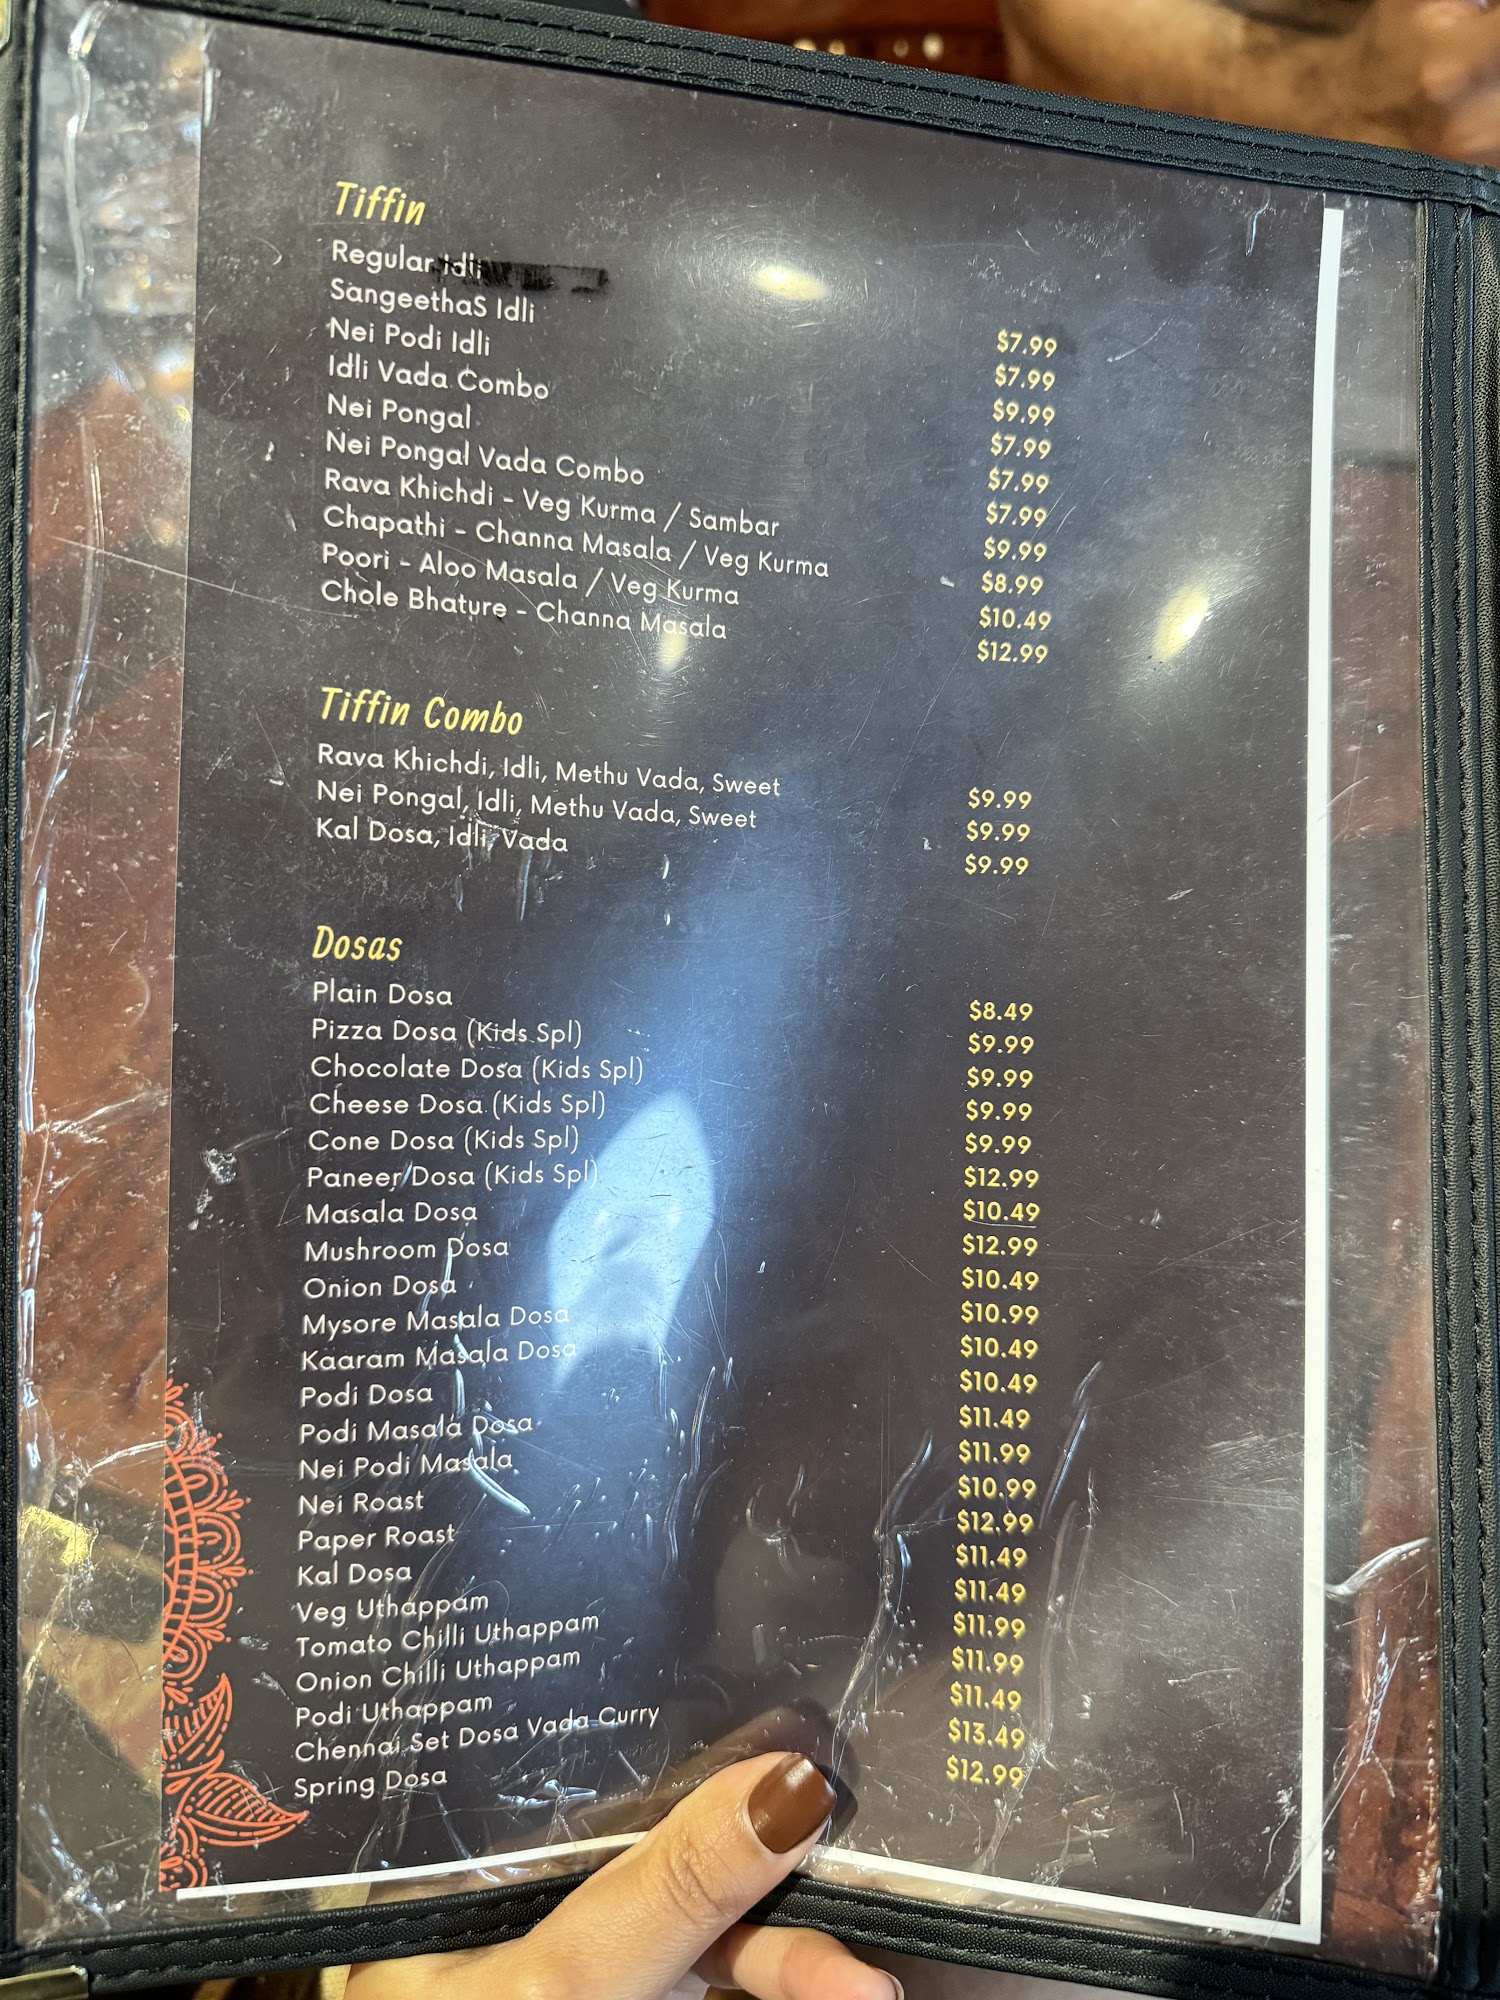 Tiffin
Regular Idli $7.99
SangeethaS Idli $7.99
Nei Podi Idli $9.99
Idli Vada Combo $7.99
Nei Pongal $7.99
Nei Pongal Vada Combo $7.99
Rava Khichdi - Veg Kurma / Sambar $9.99
Chapathi - Channa Masala / Veg Kurma $8.99
Poori - Aloo Masala / Veg Kurma $10.49
Chole Bhature - Channa Masala $12.99
Tiffin Combo
Rava Khichdi, Idli, Methu Vada, Sweet $9.99
Nei Pongal, Idli, Methu Vada, Sweet $9.99
Kal Dosa, Idli, Vada $9.99
Dosas
Plain Dosa $8.49
Pizza Dosa (Kids Spl) $9.99
Chocolate Dosa (Kids Spl) $9.99
Cheese Dosa (Kids Spl) $9.99
Cone Dosa (Kids Spl) $9.99
Paneer Dosa (Kids Spl) $12.99
Masala Dosa $10.49
Mushroom Dosa $12.99
Onion Dosa $10.49
Mysore Masala Dosa $10.99
Kaaram Masala Dosa $10.49
Podi Dosa $10.49
Podi Masala Dosa $11.49
Nei Podi Masala $11.99
Nei Roast $10.99
Paper Roast $12.99
Kal Dosa $11.49
Veg Uthappam $11.49
Tomato Chilli Uthappam $11.99
Onion Chilli Uthappam $11.99
Podi Uthappam $11.49
Chennai Set Dosa Vada Curry $13.49
Spring Dosa $12.99